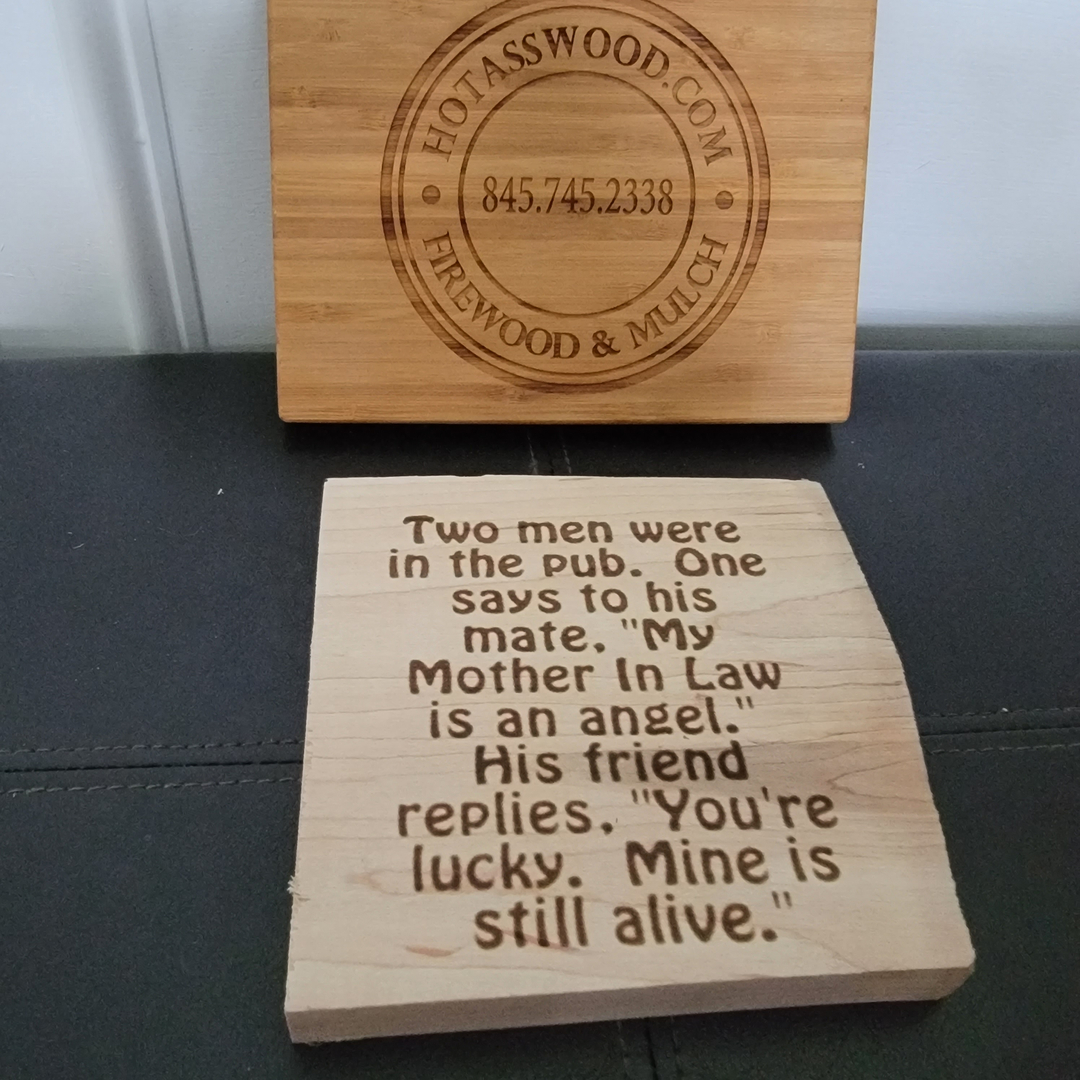 HOTASSWOOD.COM
845.745.2338
FIREWOOD & MULCH
Two men were
in the pub. One
says to his
mate, "My
Mother In Law
is an angel."
His friend
replies, "You're
lucky. Mine is
still alive."